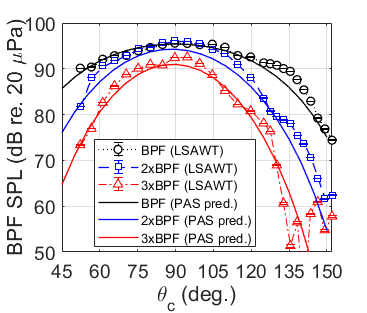 BPF SPL (dB re. 20 μPa)
100
90
80
70
60
50
BPF (LSAWT)
2xBPF (LSAWT)
3xBPF (LSAWT)
BPF (PAS pred.)
2xBPF (PAS pred.)
3xBPF (PAS pred.)
45 60 75 90 105 120 135 150
θc (deg.)